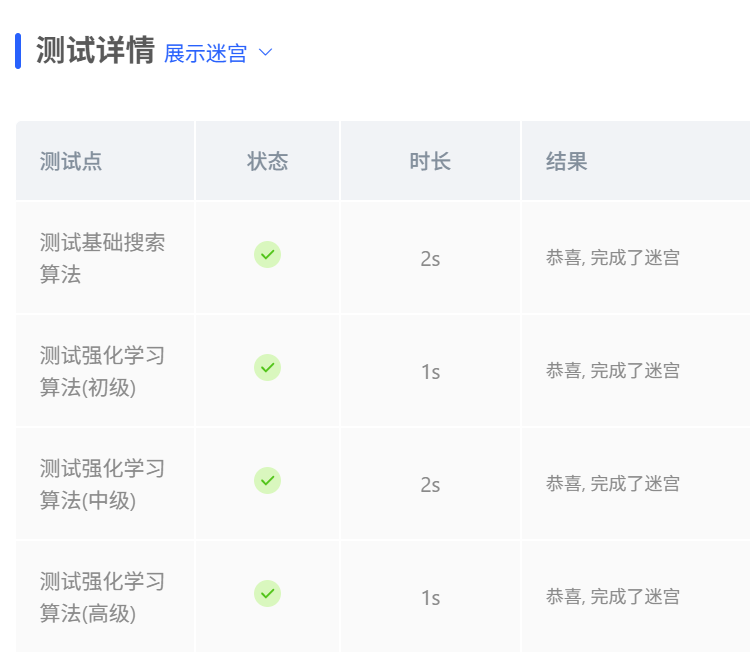 测试详情 展示迷宫
测试点 状态 时长 结果
测试基础搜索
算法
2s
恭喜, 完成了迷宫
测试强化学习
算法(初级)
1s
恭喜, 完成了迷宫
测试强化学习
算法(中级)
2s
恭喜, 完成了迷宫
测试强化学习
算法(高级)
1s
恭喜, 完成了迷宫